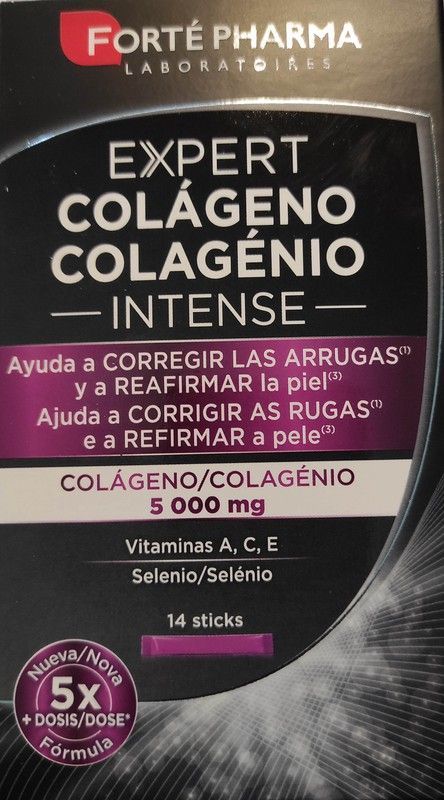 FORTÉ PHARMA
LABORATOIRES
EXPERT
COLÁGENO
COLAGÉNIO
— INTENSE —
Ayuda a CORREGIR LAS ARRUGAS(1)
y a REAFIRMAR la piel(3)
Ajuda a CORRIGIR AS RUGAS(1)
e a REFIRMAR a pele(3)
COLÁGENO/COLAGÉNIO
5 000 mg
Vitaminas A, C, E
Selenio/Selénio
14 sticks
Nueva/Nova
5x
+ DOSIS/DOSE*
Fórmula